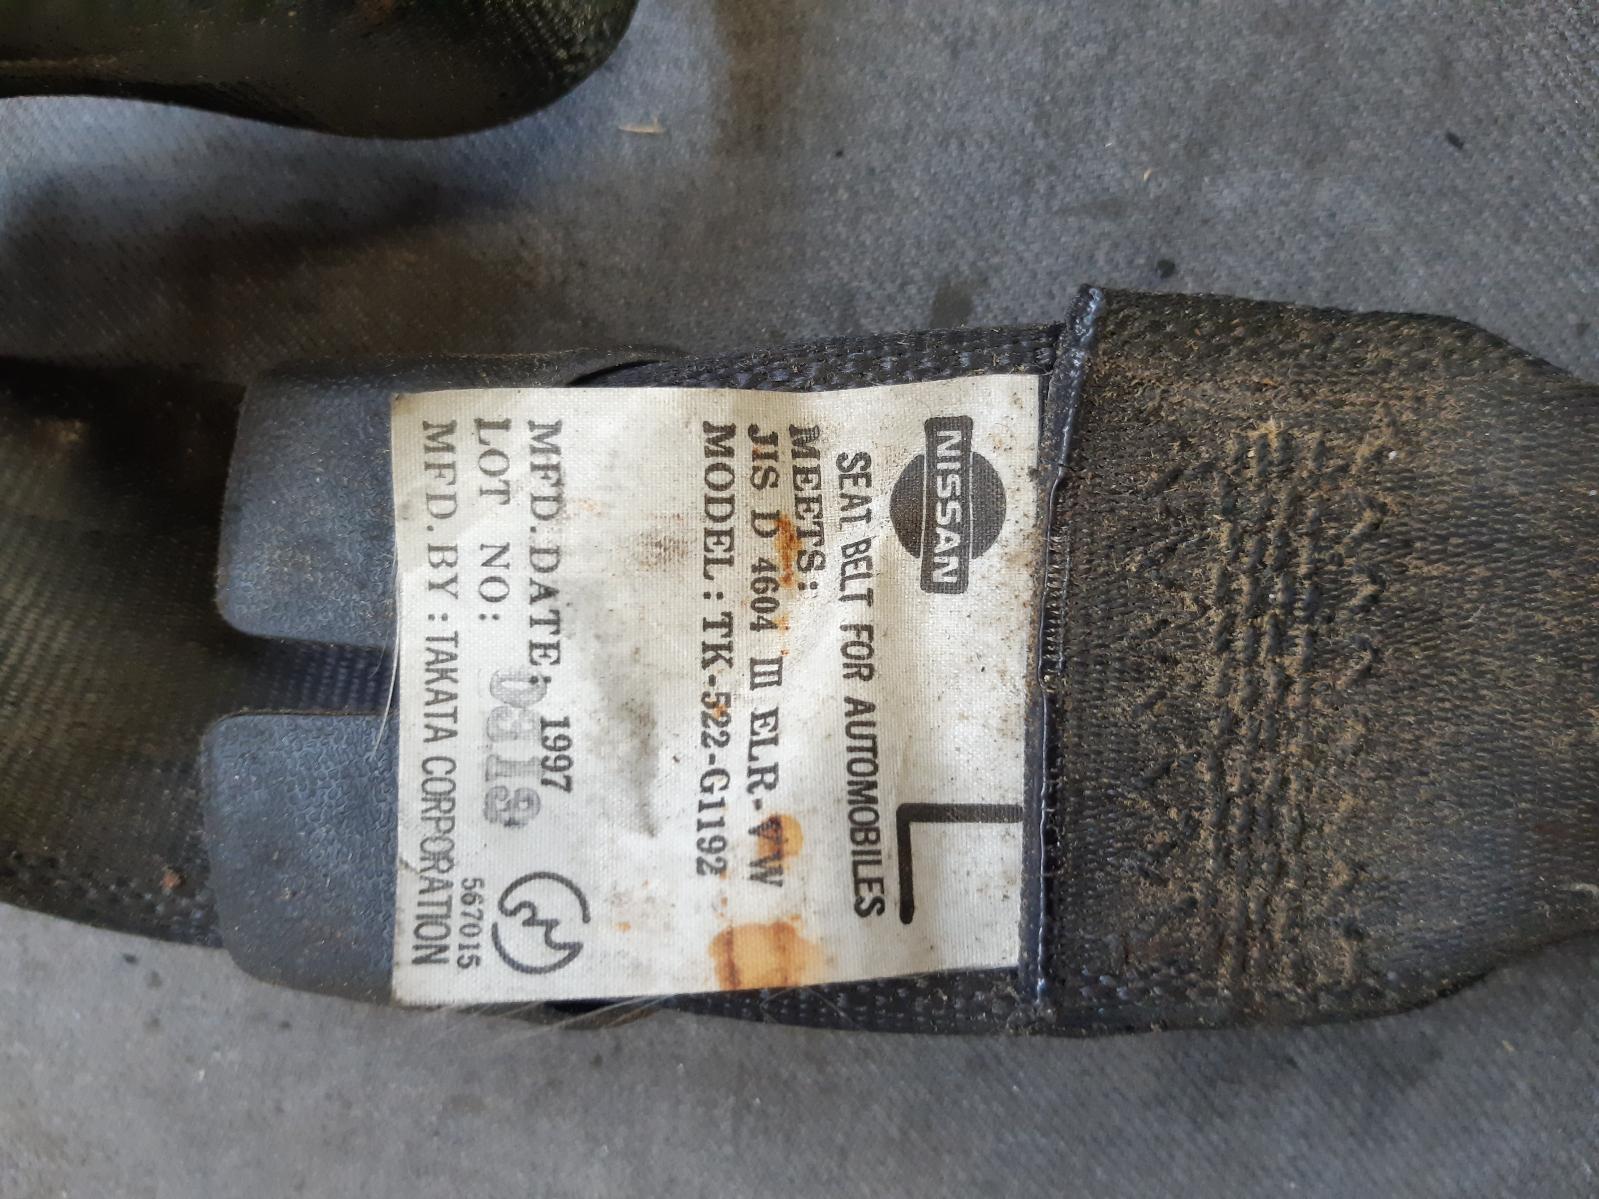 NISSAN
L
SEAT BELT FOR AUTOMOBILES
MEETS:
JIS D 4604 III ELR-VW
MODEL: TK-522-G1192
MFD.DATE: 1997
LOT NO:
567015
MFD.BY:TAKATA CORPORATION